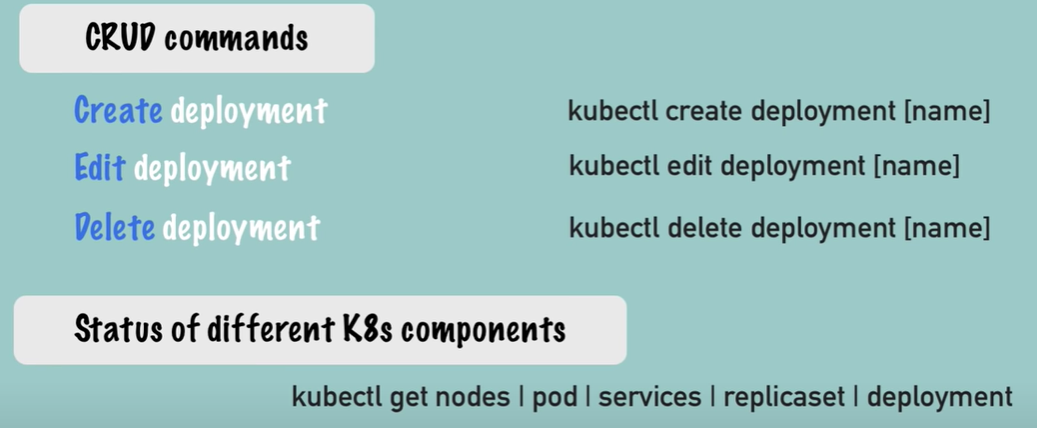 CRUD commands
Create deployment kubectl create deployment [name]
Edit deployment kubectl edit deployment [name]
Delete deployment kubectl delete deployment [name]
Status of different K8s components
kubectl get nodes | pod | services | replicaset | deployment